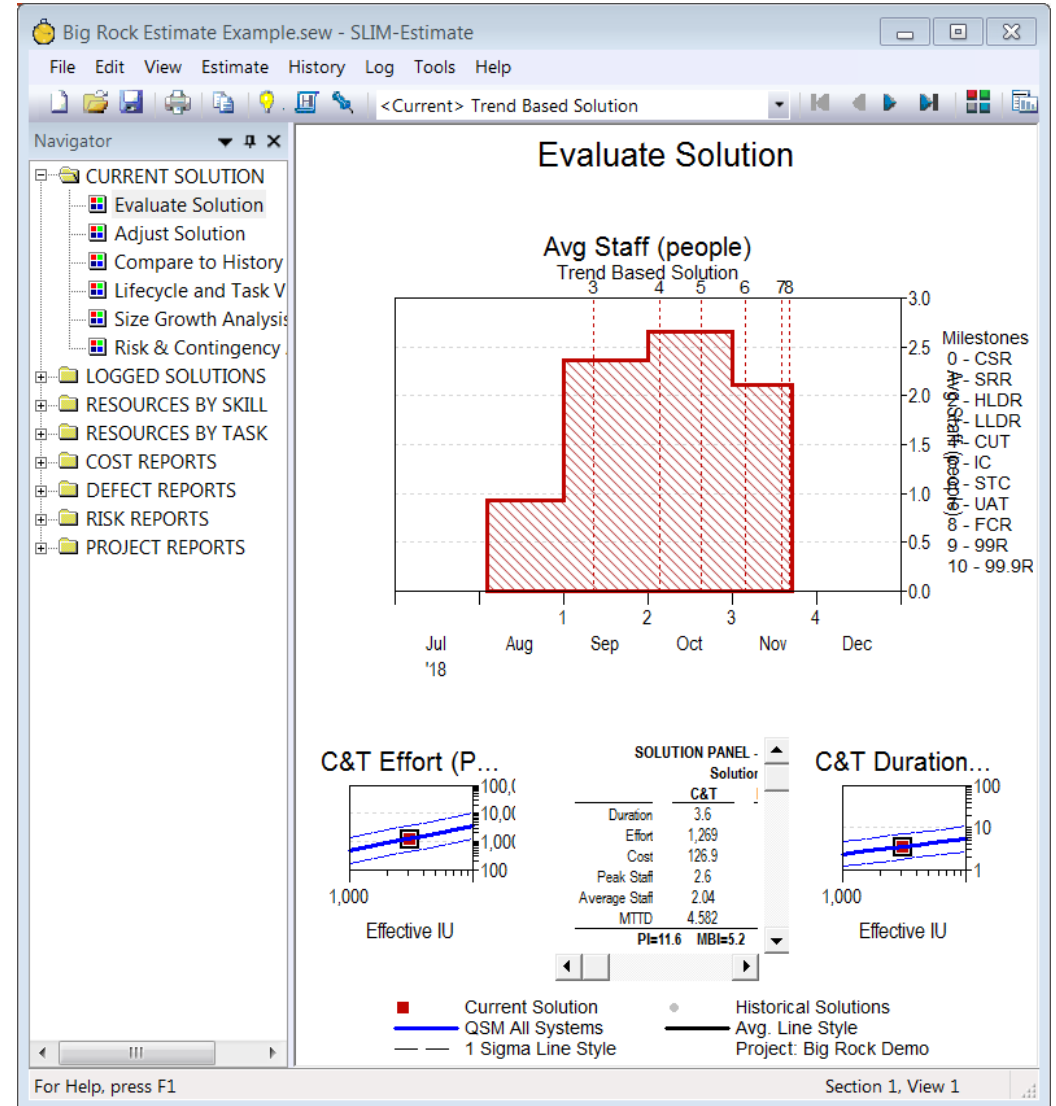 Big Rock Estimate Example.sew - SLIM-Estimate
File Edit View Estimate History Log Tools Help
<Current> Trend Based Solution
Navigator
CURRENT SOLUTION
Evaluate Solution
Adjust Solution
Compare to History
Lifecycle and Task V
Size Growth Analysis
Risk & Contingency
LOGGED SOLUTIONS
RESOURCES BY SKILL
RESOURCES BY TASK
COST REPORTS
DEFECT REPORTS
RISK REPORTS
PROJECT REPORTS
Evaluate Solution
Avg Staff (people)
Trend Based Solution
3 4 5 6 7 8
3.0
2.5
2.0
1.5
1.0
0.5
0.0
Avg Staff (people)
Milestones
0 - CSR
- SRR
- HLDR
- LLDR
- CUT
- IC
- STC
- UAT
8 - FCR
9 - 99R
10 - 99.9R
1 2 3 4
Jul Aug Sep Oct Nov Dec
'18
C&T Effort (P...
100,0
10,00
1,000
100
1,000
Effective IU
SOLUTION PANEL -
Solution
C&T
Duration 3.6
Effort 1,269
Cost 126.9
Peak Staff 2.6
Average Staff 2.04
MTTD 4.582
PI=11.6 MBI=5.2
C&T Duration...
100
10
1
1,000
Effective IU
Current Solution
Historical Solutions
QSM All Systems
Avg. Line Style
1 Sigma Line Style
Project: Big Rock Demo
For Help, press F1
Section 1, View 1